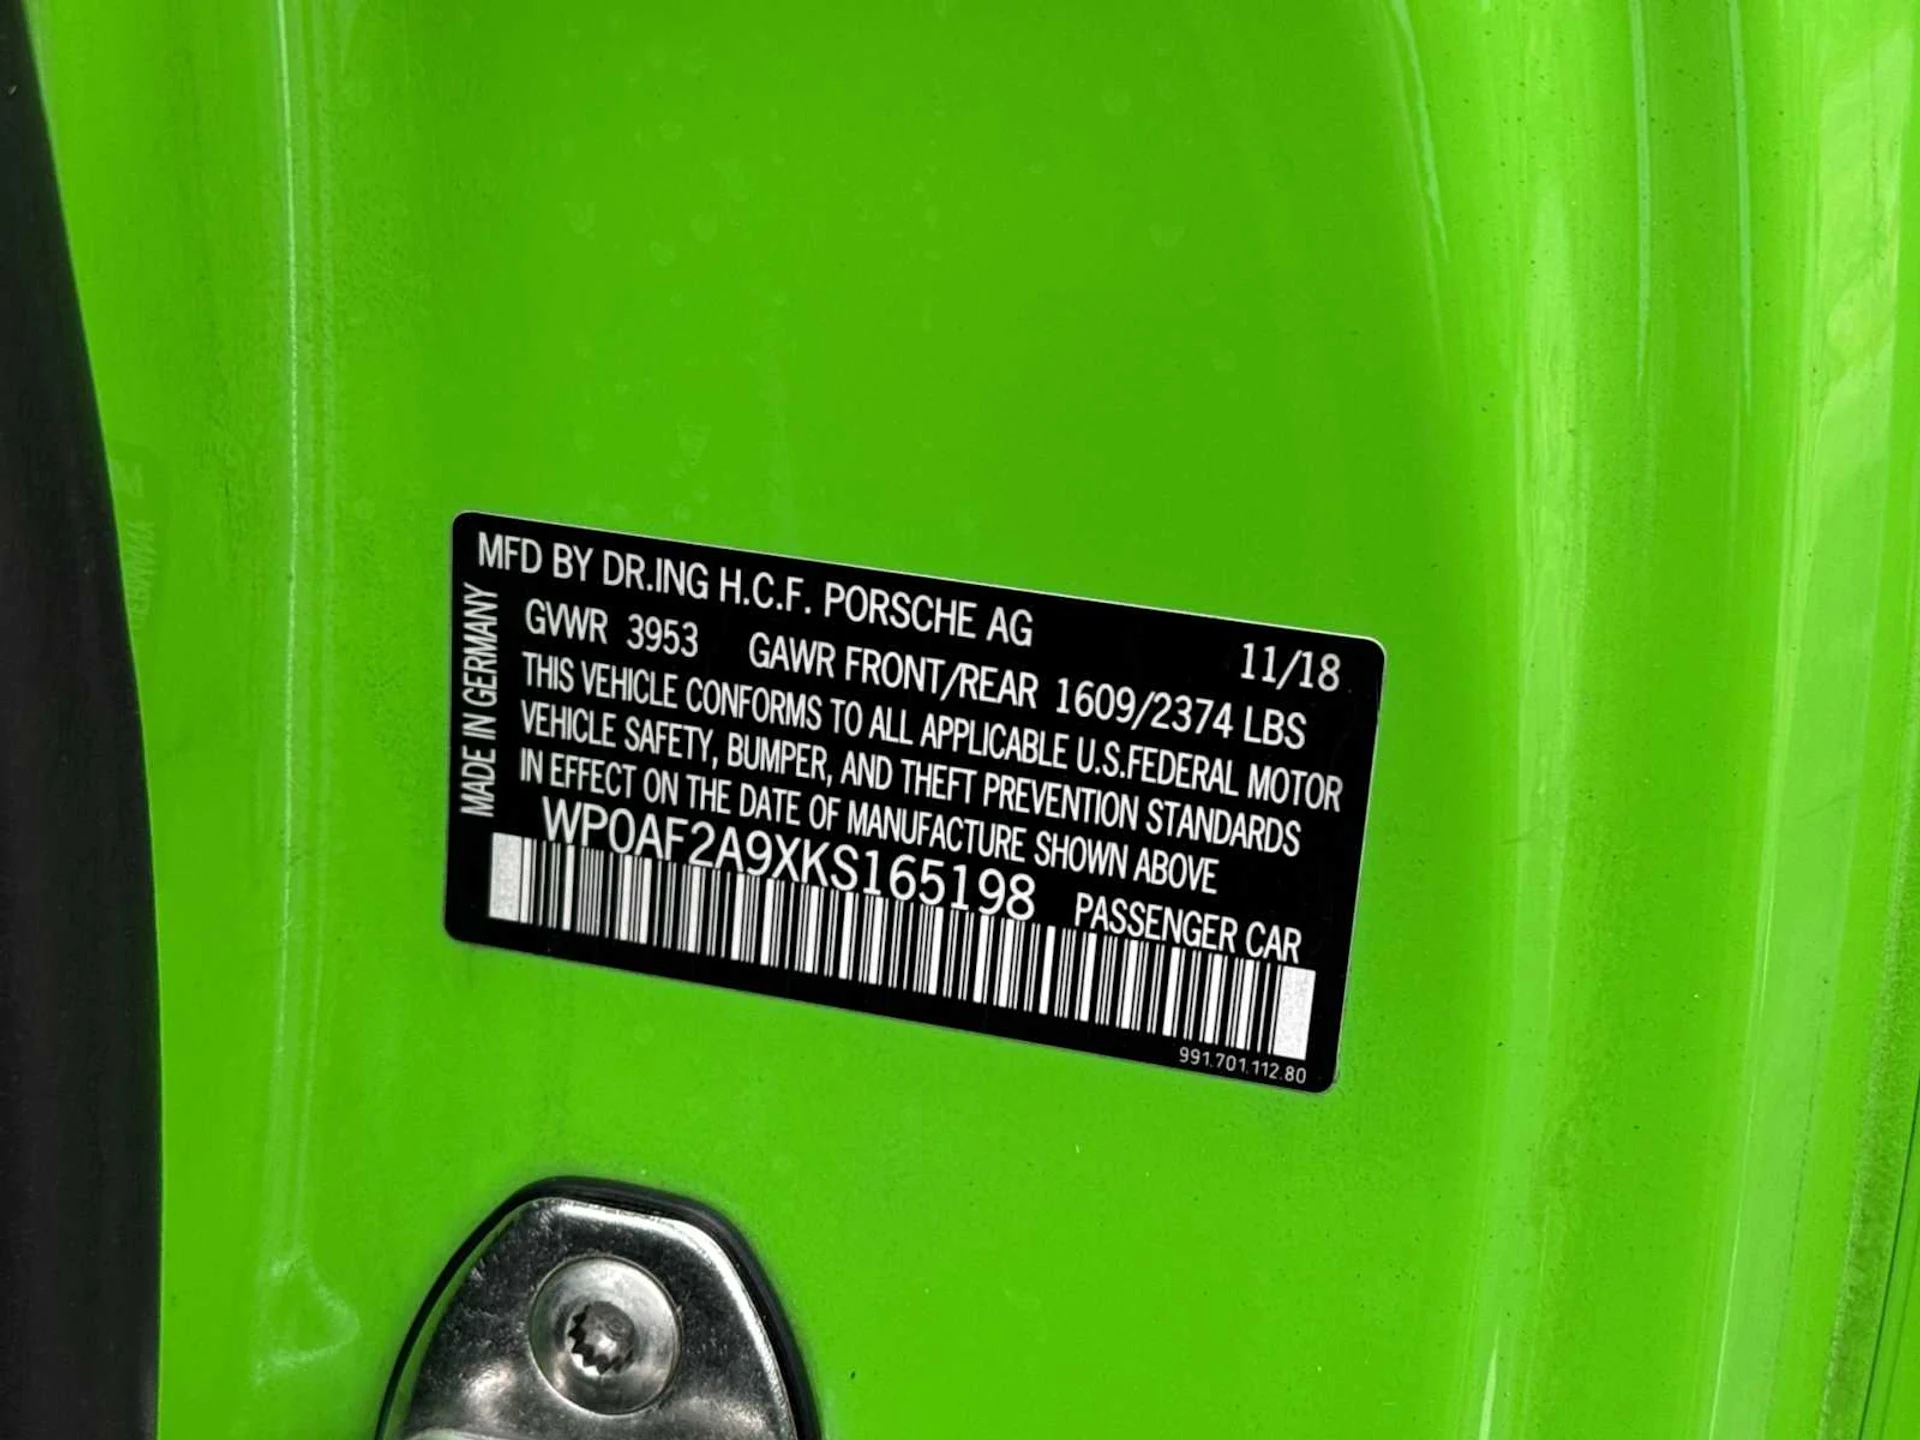 MFD BY DR.ING H.C.F. PORSCHE AG 11/18
GVWR 3953 GAWR FRONT/REAR 1609/2374 LBS
THIS VEHICLE CONFORMS TO ALL APPLICABLE U.S.FEDERAL MOTOR
VEHICLE SAFETY, BUMPER, AND THEFT PREVENTION STANDARDS
IN EFFECT ON THE DATE OF MANUFACTURE SHOWN ABOVE
WP0AF2A9XKS165198 PASSENGER CAR
991.701.112.80
MADE IN GERMANY